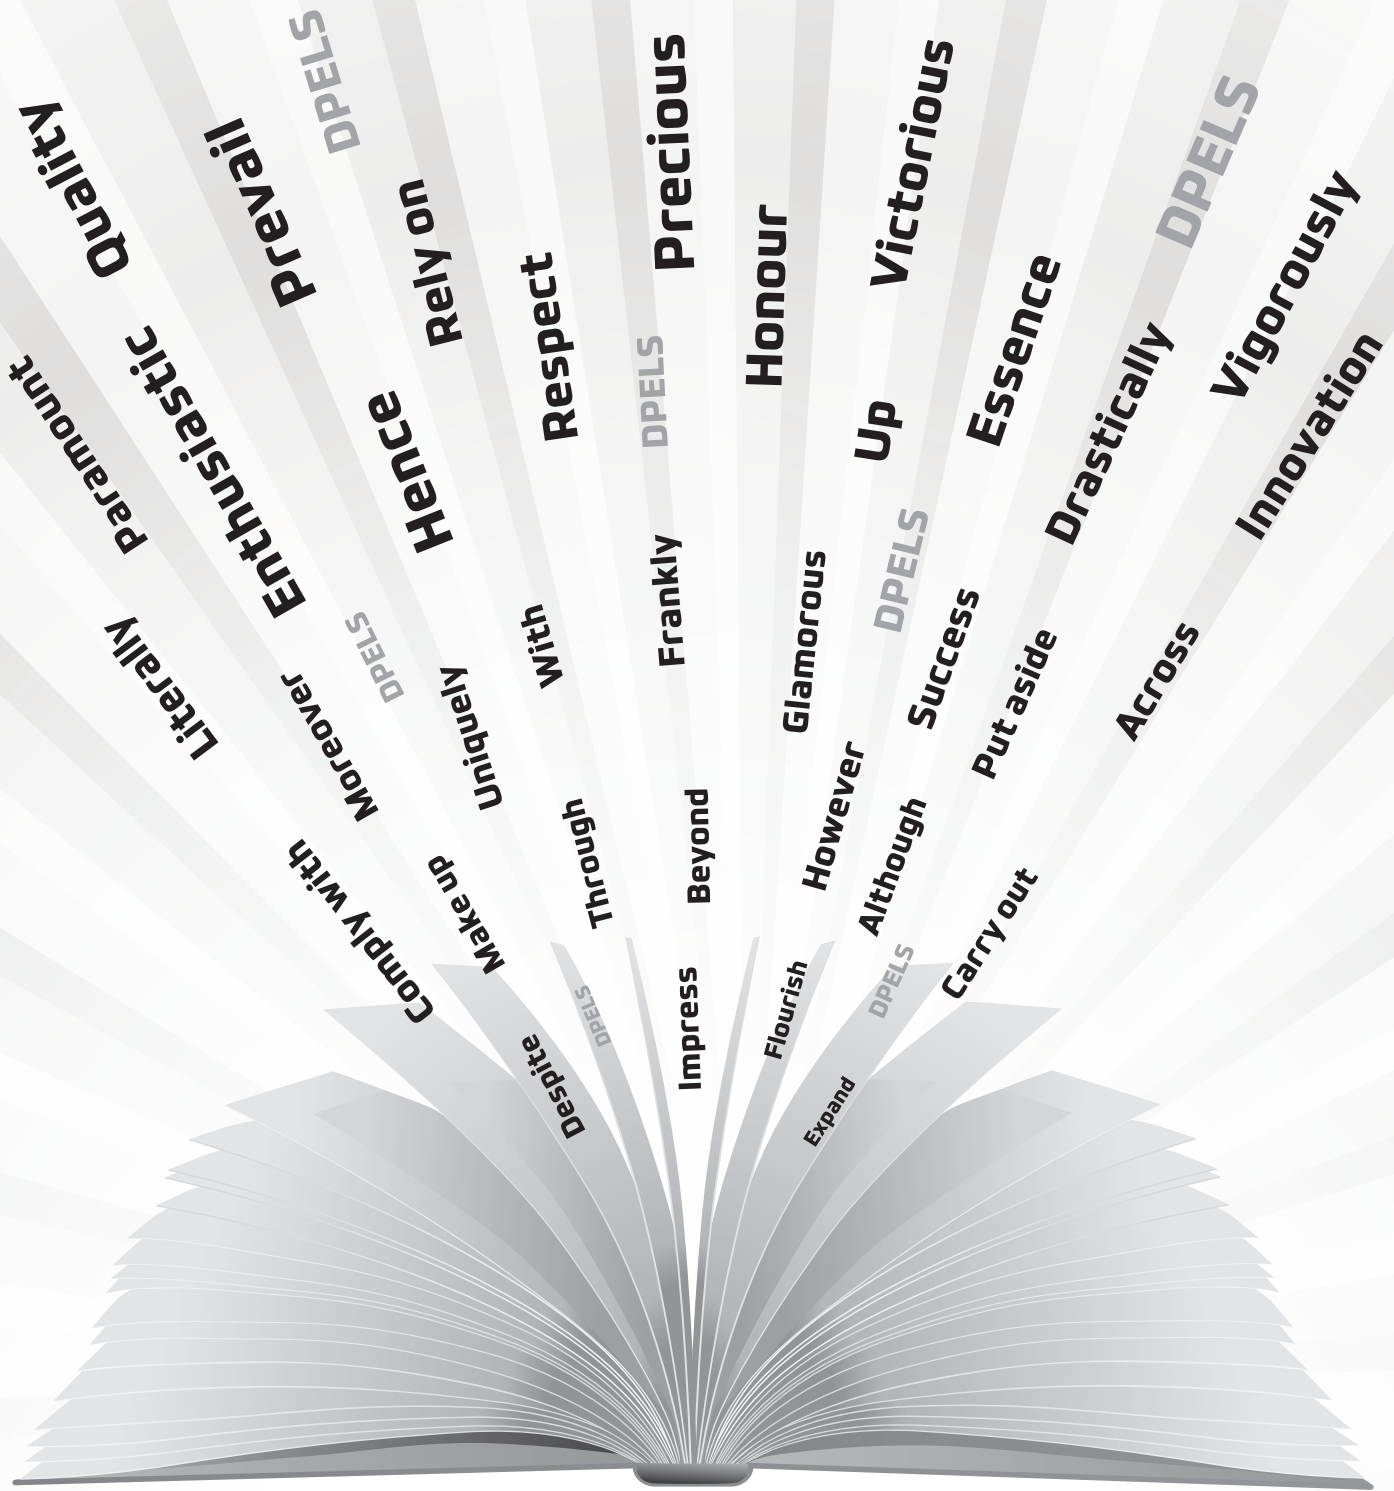 DPELS
Precious
Victorious
Quality
Prevail
DPELS
Rely on
Vigorously
Honour
Respect
Essence
Enthusiastic
Drastically
Innovation
DPELS
Paramount
Hence
Up
DPELS
Frankly
Glamorous
Literally
DPELS
With
Success
Put aside
Across
Moreover
Uniquely
However
Through
Beyond
Although
Comply with
Make up
Carry out
DPELS
Impress
Flourish
DPELS
Despite
Expand